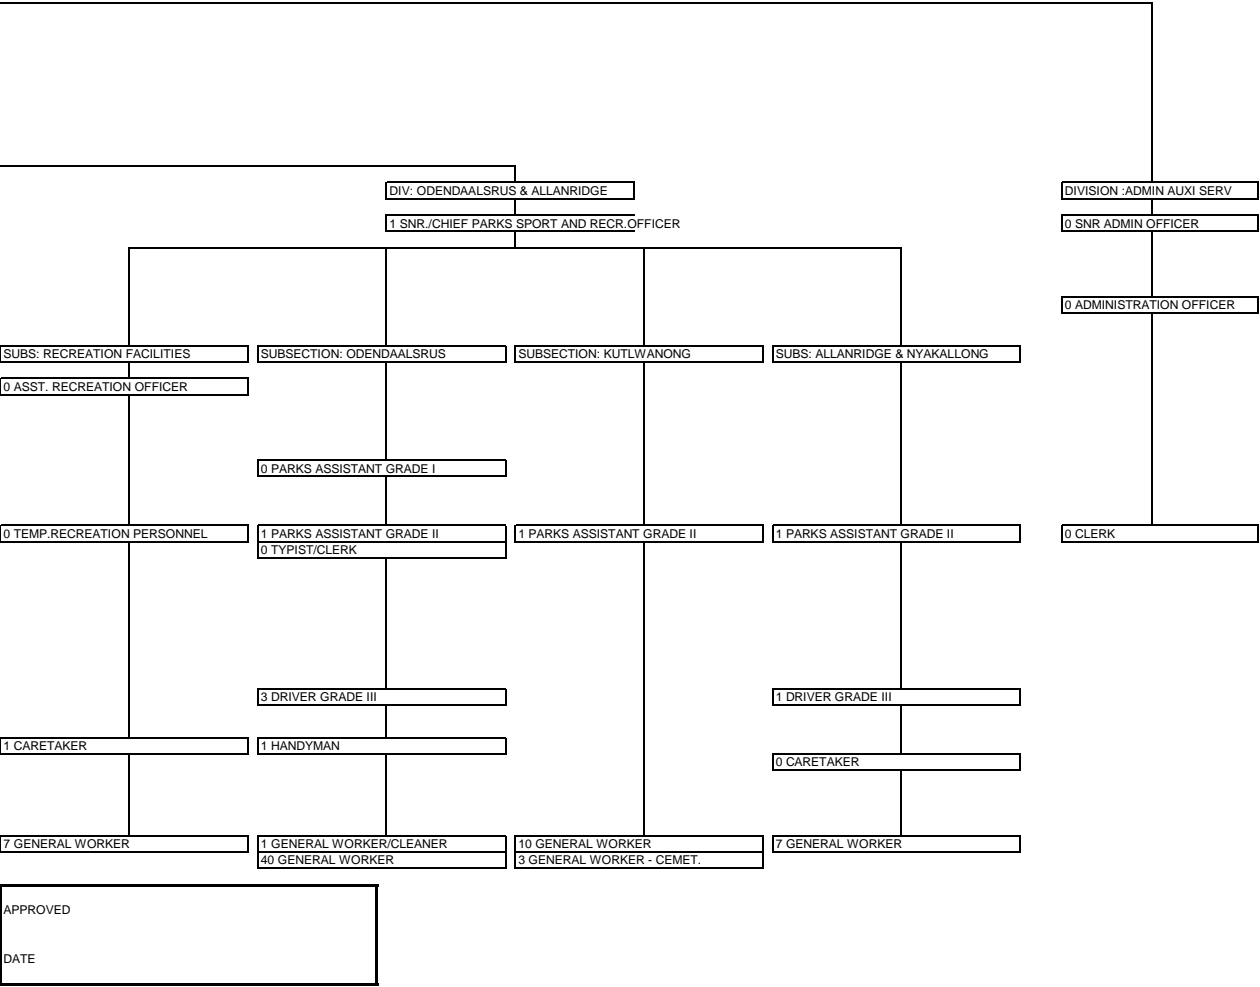 DIV: ODENDAALSRUS & ALLANRIDGE
DIVISION :ADMIN AUXI SERV
1 SNR./CHIEF PARKS SPORT AND RECR.OFFICER
0 SNR ADMIN OFFICER
0 ADMINISTRATION OFFICER
SUBS: RECREATION FACILITIES
SUBSECTION: ODENDAALSRUS
SUBSECTION: KUTLWANONG
SUBS: ALLANRIDGE & NYAKALLONG
0 ASST. RECREATION OFFICER
0 PARKS ASSISTANT GRADE I
0 TEMP.RECREATION PERSONNEL
1 PARKS ASSISTANT GRADE II
1 PARKS ASSISTANT GRADE II
1 PARKS ASSISTANT GRADE II
0 CLERK
0 TYPIST/CLERK
3 DRIVER GRADE III
1 DRIVER GRADE III
1 CARETAKER
1 HANDYMAN
0 CARETAKER
7 GENERAL WORKER
1 GENERAL WORKER/CLEANER
10 GENERAL WORKER
7 GENERAL WORKER
40 GENERAL WORKER
3 GENERAL WORKER - CEMET.
APPROVED
DATE